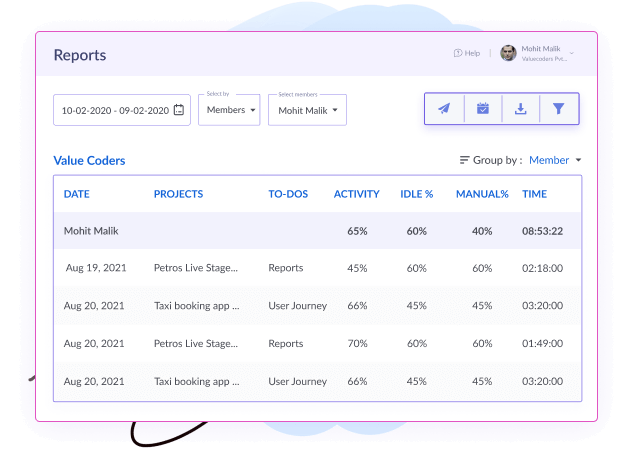 Reports
Help
Mohit Malik
Valuecoders Pvt...
Select by
Select members
10-02-2020 - 09-02-2020
Members
Mohit Malik
Value Coders
Group by : Member
DATE PROJECTS TO-DOS ACTIVITY IDLE % MANUAL% TIME
Mohit Malik 65% 60% 40% 08:53:22
Aug 19, 2021 Petros Live Stage... Reports 45% 60% 60% 02:18:00
Aug 20, 2021 Taxi booking app ... User Journey 66% 45% 45% 03:20:00
Aug 20, 2021 Petros Live Stage... Reports 70% 60% 60% 01:49:00
Aug 20, 2021 Taxi booking app ... User Journey 66% 45% 45% 03:20:00